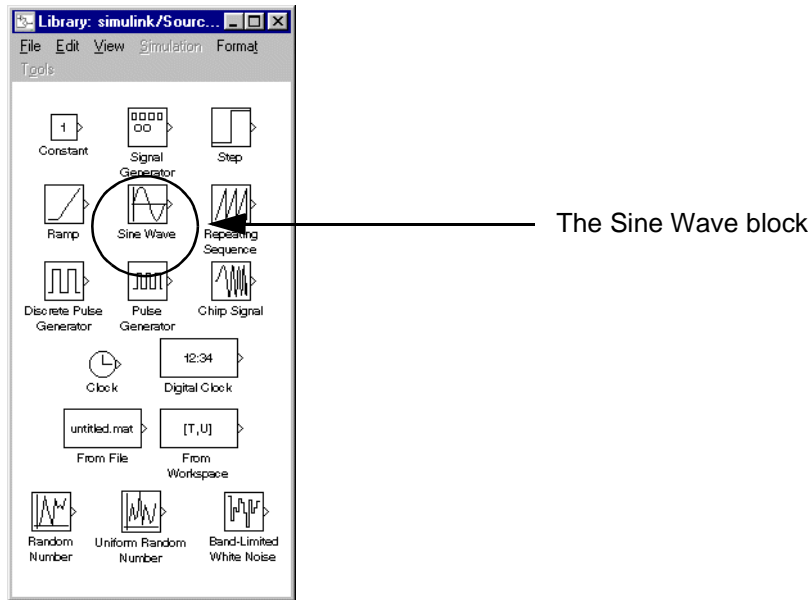 Library: simulink/Sourc...
File Edit View Simulation Format
Tools
1
Constant
Signal
Generator
Step
Ramp
Sine Wave
Repeating
Sequence
The Sine Wave block
Discrete Pulse
Generator
Pulse
Generator
Chirp Signal
Clock
12:34
Digital Clock
untitled.mat
From File
[T,U]
From
Workspace
Random
Number
Uniform Random
Number
Band-Limited
White Noise